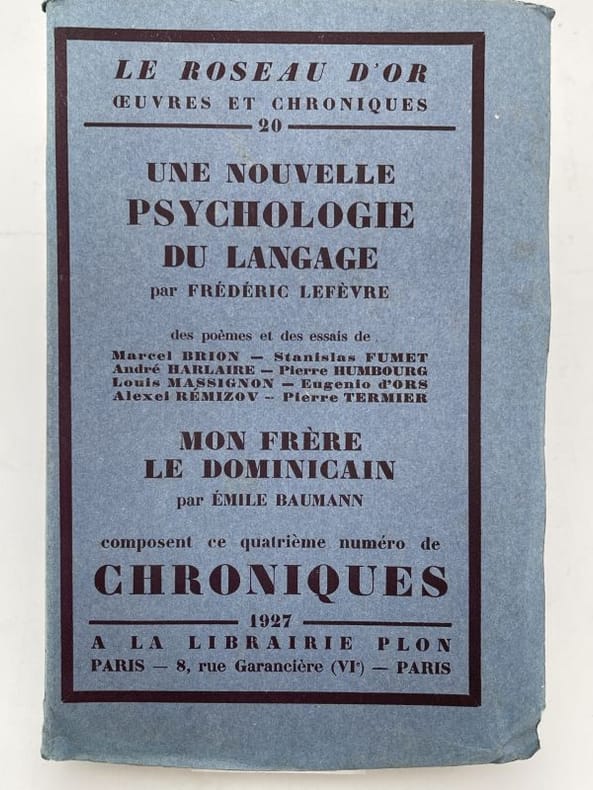 LE ROSEAU D'OR
ŒUVRES ET CHRONIQUES
20
UNE NOUVELLE
PSYCHOLOGIE
DU LANGAGE
par FRÉDÉRIC LEFÈVRE
des poèmes et des essais de
Marcel BRION — Stanislas FUMET
André HARLAIRE — Pierre HUMBOURG
Louis MASSIGNON — Eugenio d'ORS
Alexei RÉMIZOV — Pierre TERMIER
MON FRÈRE
LE DOMINICAIN
par ÉMILE BAUMANN
composent ce quatrième numéro de
CHRONIQUES
1927
A LA LIBRAIRIE PLON
PARIS — 8, rue Garancière (VIe) — PARIS